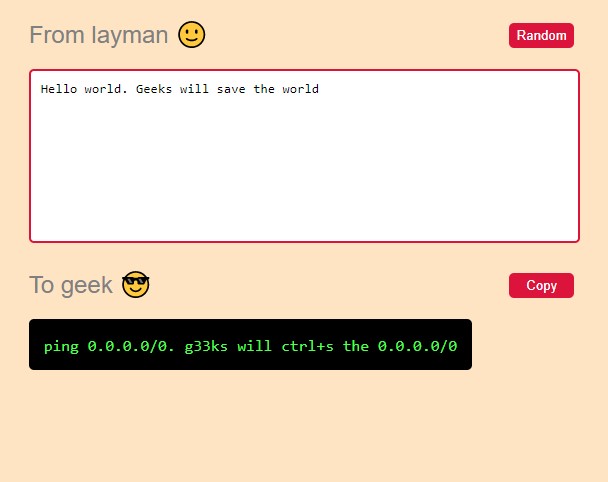 From layman 🙂
Random
Hello world. Geeks will save the world
To geek 😎
Copy
ping 0.0.0.0/0. g33ks will ctrl+s the 0.0.0.0/0